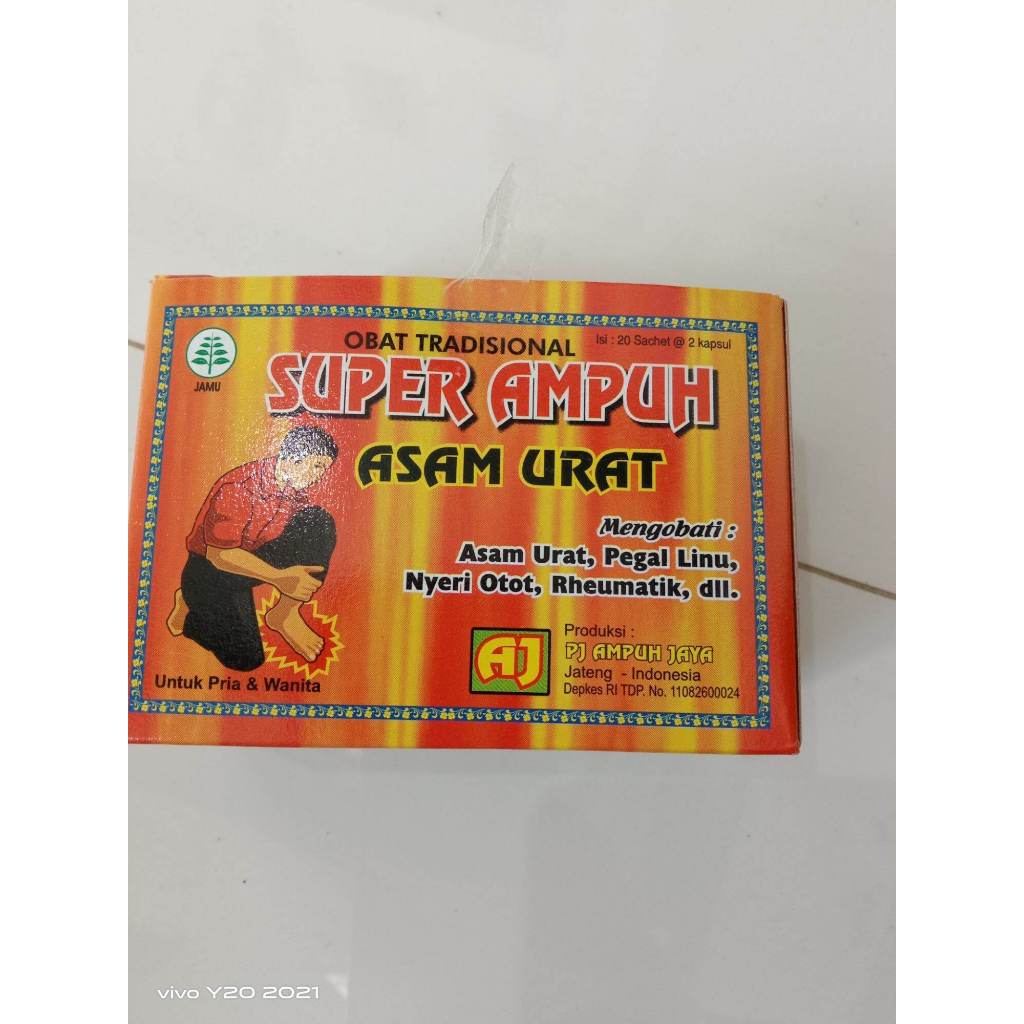 OBAT TRADISIONAL
Isi : 20 Sachet @ 2 kapsul
JAMU
SUPER AMPUH
ASAM URAT
Mengobati :
Asam Urat, Pegal Linu,
Nyeri Otot, Rheumatik, dll.
AJ
Produksi :
PJ AMPUH JAYA
Jateng - Indonesia
Depkes RI TDP. No. 11082600024
Untuk Pria & Wanita
vivo Y20 2021